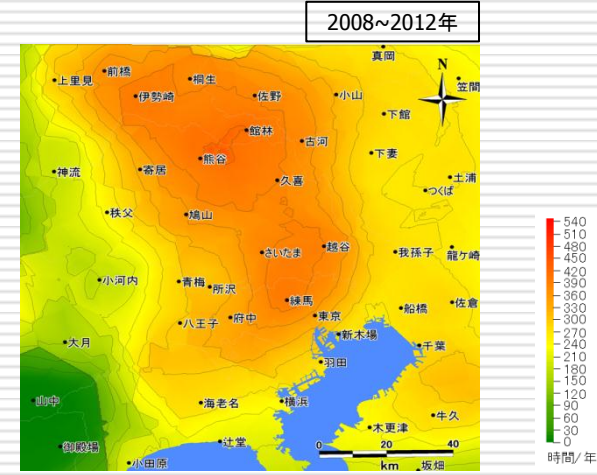 2008~2012年
真岡
N
笠間
前橋
上里見
桐生
伊勢崎
佐野
小山
下館
館林
古河
下妻
熊谷
神流
寄居
久喜
土浦
つくば
秩父
鳩山
さいたま
越谷
我孫子
龍ケ崎
小河内
青梅
所沢
練馬
佐倉
船橋
八王子
府中
東京
新木場
大月
千葉
羽田
山中
海老名
横浜
牛久
木更津
御殿場
辻堂
小田原
坂畑
0 20 40
km
540
510
480
450
420
390
360
330
300
270
240
210
180
150
120
90
60
30
0
時間/年